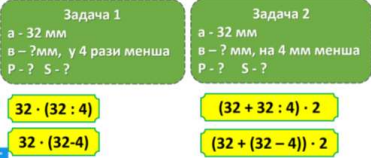 Задача 1
а - 32 мм
в – ?мм, у 4 рази менша
Р - ? S - ?
Задача 2
а - 32 мм
в – ? мм, на 4 мм менша
Р - ? S - ?
32 · (32 : 4)
(32 + 32 : 4) · 2
32 · (32-4)
(32 + (32 – 4)) · 2